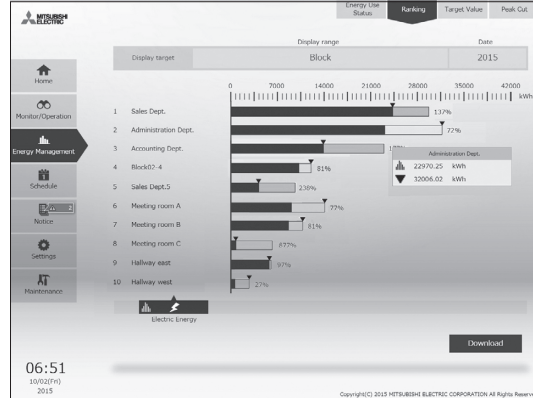 MITSUBISHI
ELECTRIC
Energy Use
Status
Ranking
Target Value
Peak Cut
Display range
Date
Display target
Block
2015
Home
Monitor/Operation
Energy Management
Schedule
Notice
2
Settings
Maintenance
0 7000 14000 21000 28000 35000 42000
kWh
1 Sales Dept. 137%
2 Administration Dept. 72%
3 Accounting Dept.
Administration Dept.
22970.25 kWh
32006.02 kWh
4 Block02-4 81%
5 Sales Dept.5 238%
6 Meeting room A 77%
7 Meeting room B 81%
8 Meeting room C 877%
9 Hallway east 97%
10 Hallway west 27%
Electric Energy
Download
06:51
10/02(Fri)
2015
Copyright(C) 2015 MITSUBISHI ELECTRIC CORPORATION All Rights Reserve